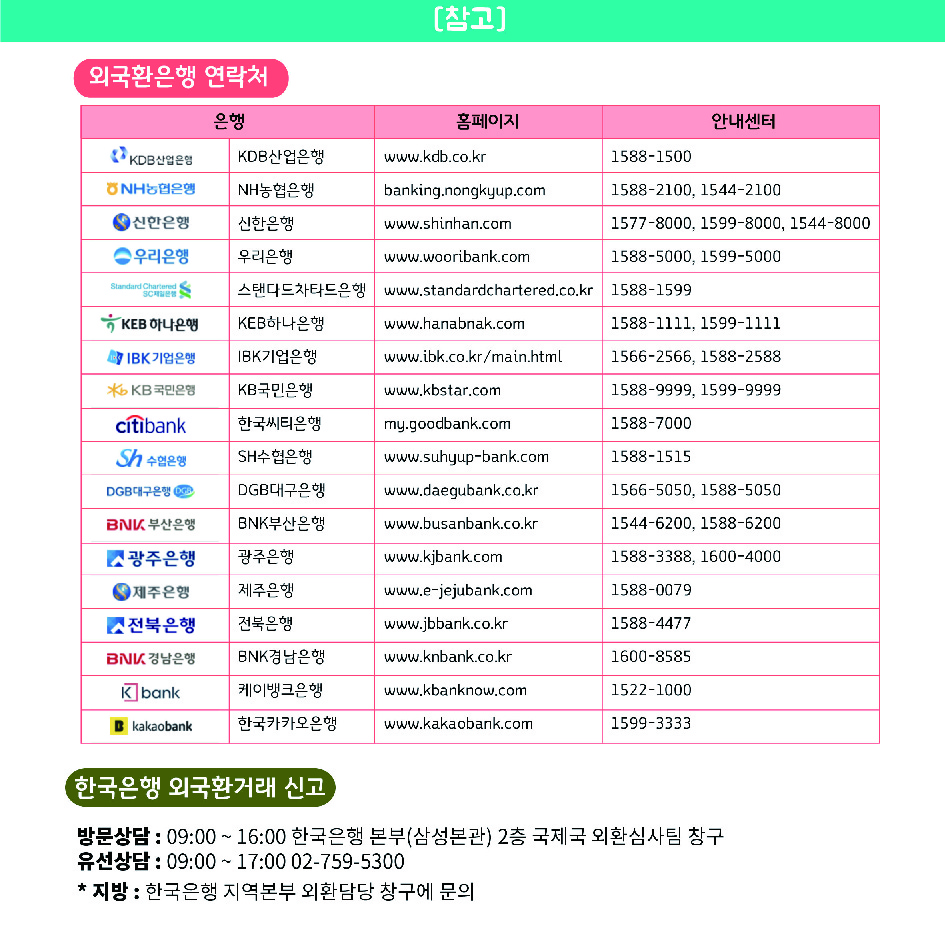 [참고]
외국환은행 연락처
은행 홈페이지 안내센터
KDB산업은행 KDB산업은행 www.kdb.co.kr 1588-1500
NH농협은행 NH농협은행 banking.nongkyup.com 1588-2100, 1544-2100
신한은행 신한은행 www.shinhan.com 1577-8000, 1599-8000, 1544-8000
우리은행 우리은행 www.wooribank.com 1588-5000, 1599-5000
Standard Chartered
SC제일은행 스탠다드차타드은행 www.standardchartered.co.kr 1588-1599
KEB 하나은행 KEB하나은행 www.hanabnak.com 1588-1111, 1599-1111
IBK기업은행 IBK기업은행 www.ibk.co.kr/main.html 1566-2566, 1588-2588
KB국민은행 KB국민은행 www.kbstar.com 1588-9999, 1599-9999
citibank 한국씨티은행 my.goodbank.com 1588-7000
Sh 수협은행 SH수협은행 www.suhyup-bank.com 1588-1515
DGB대구은행 DGB DGB대구은행 www.daegubank.co.kr 1566-5050, 1588-5050
BNK 부산은행 BNK부산은행 www.busanbank.co.kr 1544-6200, 1588-6200
광주은행 광주은행 www.kjbank.com 1588-3388, 1600-4000
제주은행 제주은행 www.e-jejubank.com 1588-0079
전북은행 전북은행 www.jbbank.co.kr 1588-4477
BNK 경남은행 BNK경남은행 www.knbank.co.kr 1600-8585
K bank 케이뱅크은행 www.kbanknow.com 1522-1000
B kakaobank 한국카카오은행 www.kakaobank.com 1599-3333
한국은행 외국환거래 신고
방문상담 : 09:00 ~ 16:00 한국은행 본부(삼성본관) 2층 국제국 외환심사팀 창구
유선상담 : 09:00 ~ 17:00 02-759-5300
* 지방 : 한국은행 지역본부 외환담당 창구에 문의